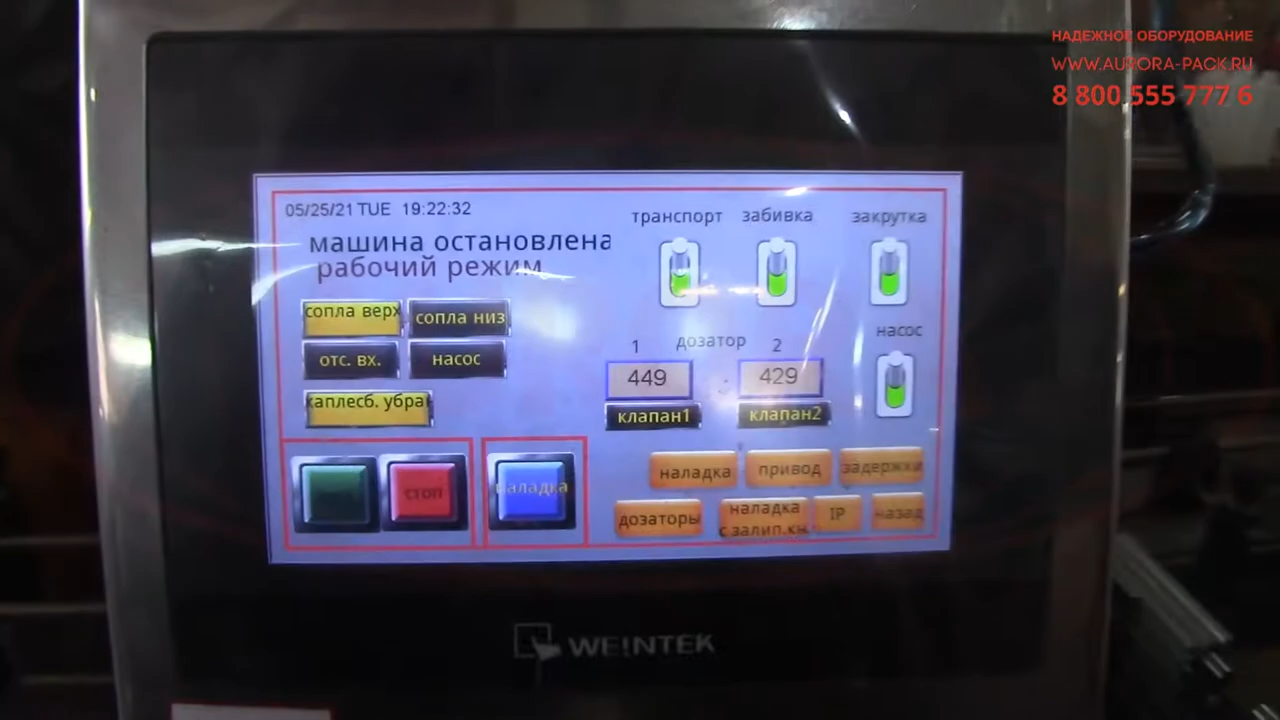 НАДЕЖНОЕ ОБОРУДОВАНИЕ
WWW.AURORA-PACK.RU
8 800 555 777 6
05/25/21 TUE 19:22:32
транспорт забивка закрутка
машина остановлена
рабочий режим
сопла верх сопла низ
насос
1 дозатор 2
отс. вх. насос
449 : 429
каплесб. убра
клапан1 клапан2
наладка привод задержки
стоп наладка
дозаторы наладка с залип.кн. IP назад
WEINTEK